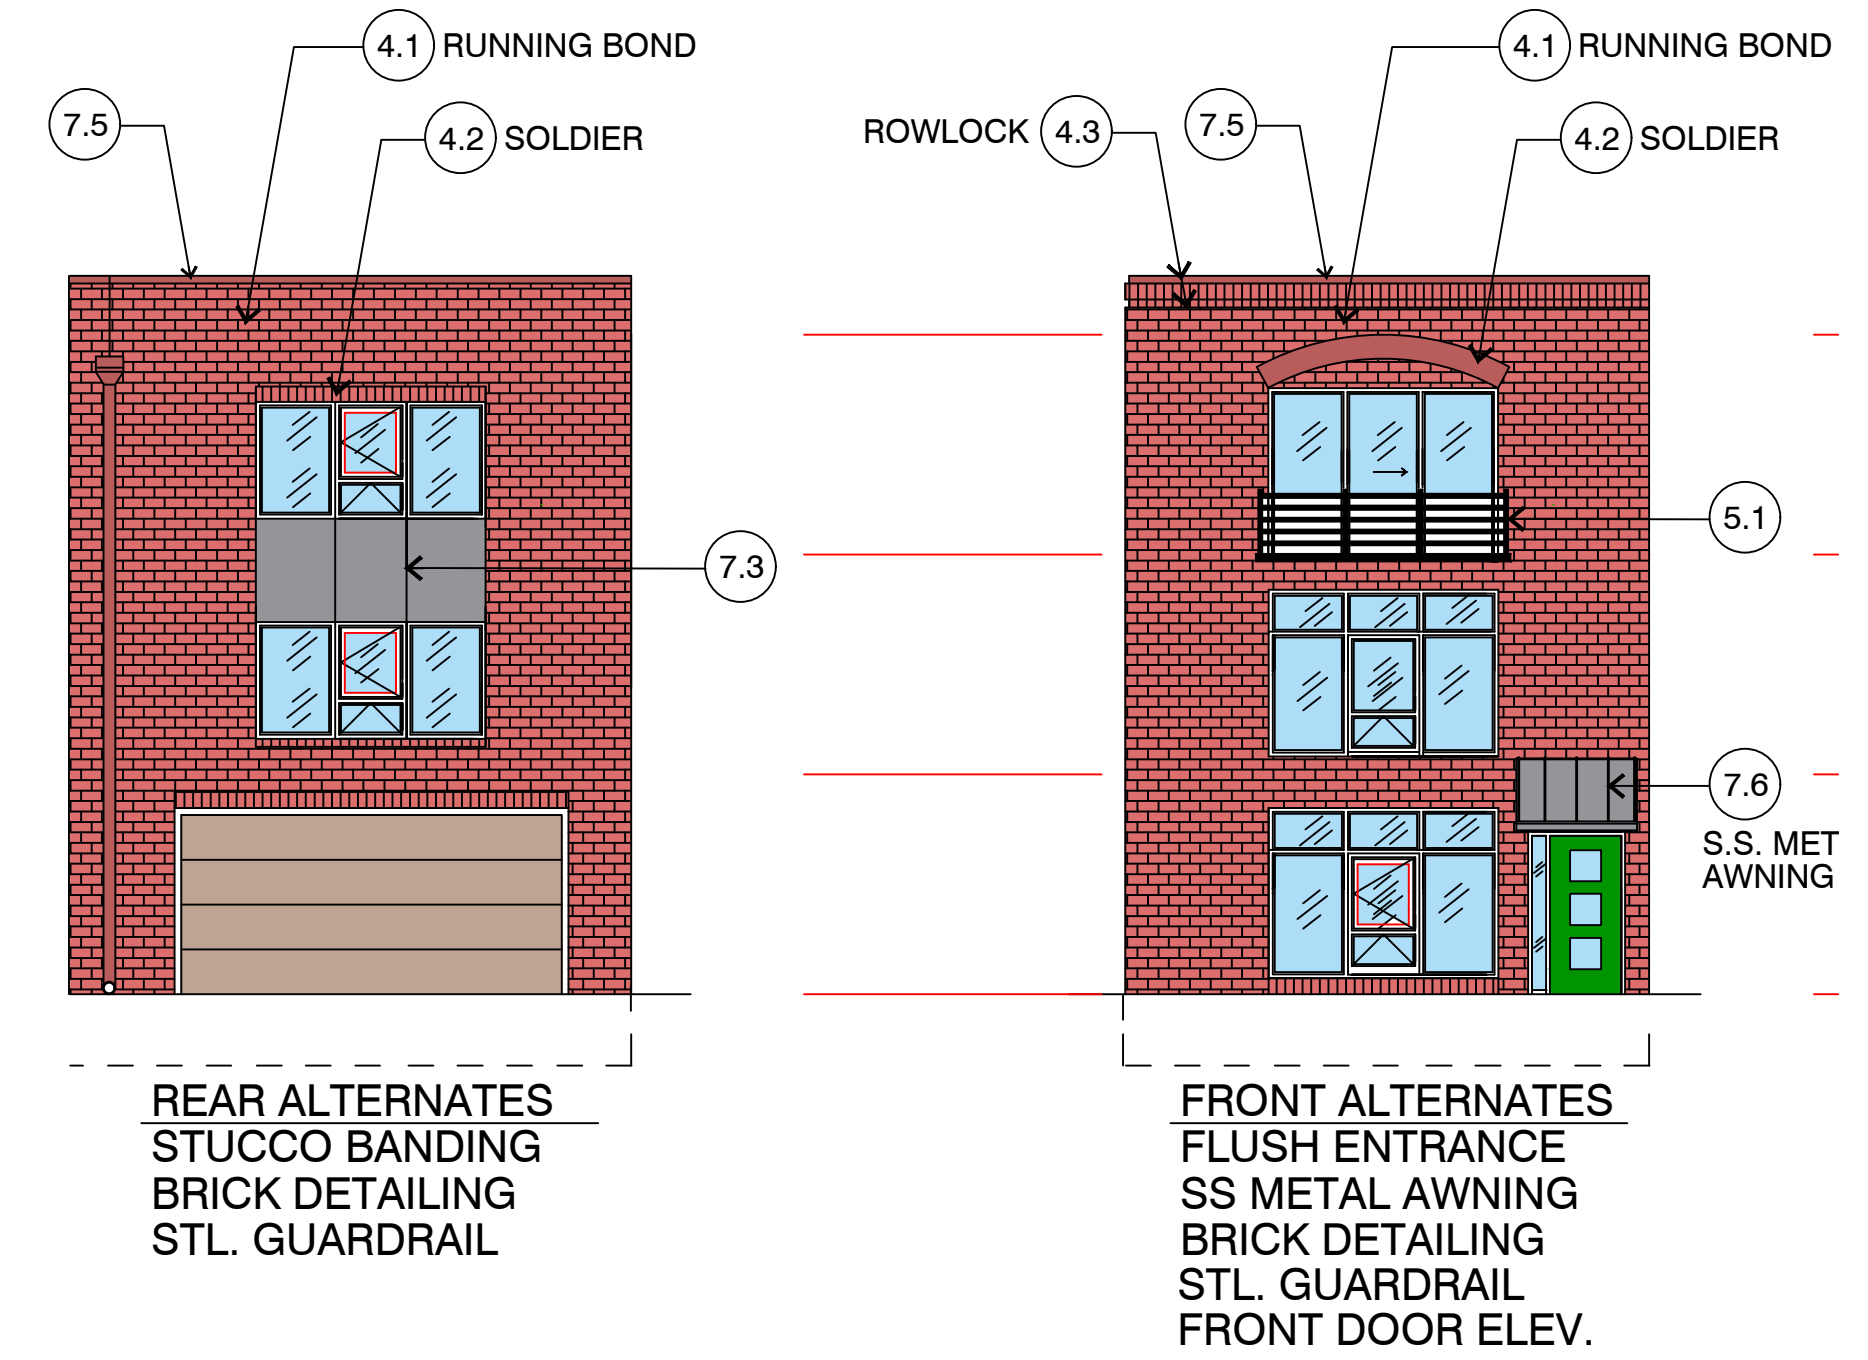 4.1 RUNNING BOND
7.5
4.2 SOLDIER
7.3
REAR ALTERNATES
STUCCO BANDING
BRICK DETAILING
STL. GUARDRAIL
4.1 RUNNING BOND
ROWLOCK 4.3
7.5
4.2 SOLDIER
5.1
7.6
S.S. MET
AWNING
FRONT ALTERNATES
FLUSH ENTRANCE
SS METAL AWNING
BRICK DETAILING
STL. GUARDRAIL
FRONT DOOR ELEV.